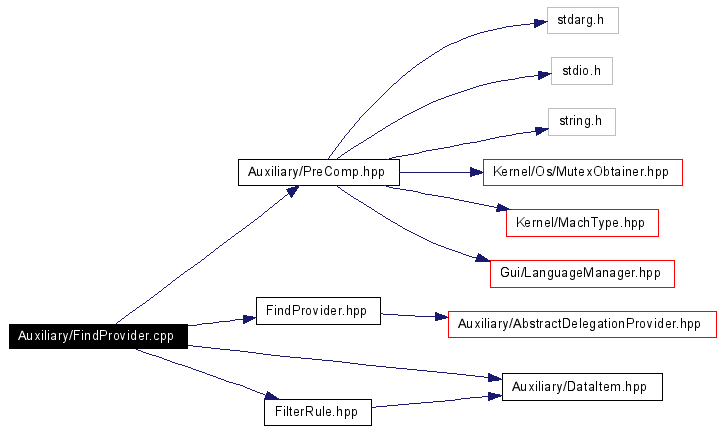 stdarg.h
stdio.h
string.h
Auxiliary/PreComp.hpp
Kernel/Os/MutexObtainer.hpp
Kernel/MachType.hpp
Gui/LanguageManager.hpp
FindProvider.hpp
Auxiliary/AbstractDelegationProvider.hpp
Auxiliary/FindProvider.cpp
Auxiliary/DataItem.hpp
FilterRule.hpp